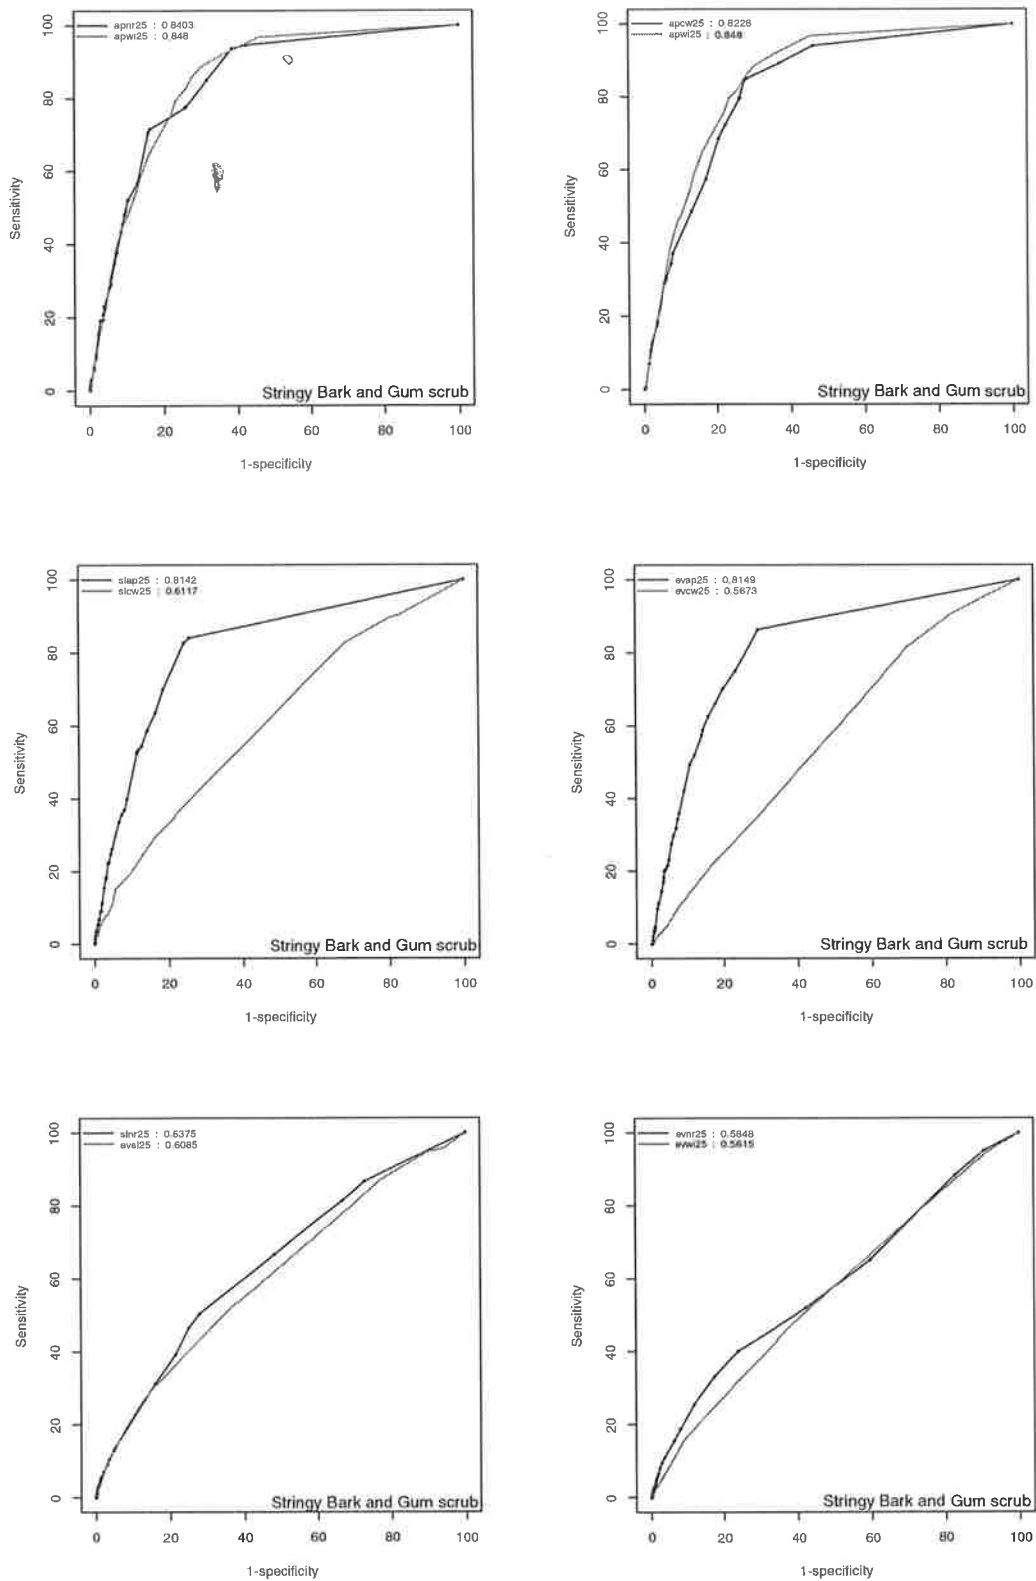 apnr25 : 0.8403
apwi25 : 0.848
100
80
60
40
20
0
Sensitivity
Stringy Bark and Gum scrub
0 20 40 60 80 100
1-specificity
apcw25 : 0.8228
apwi25 : 0.848
100
80
60
40
20
0
Sensitivity
Stringy Bark and Gum scrub
0 20 40 60 80 100
1-specificity
slap25 : 0.8142
slcw25 : 0.6117
100
80
60
40
20
0
Sensitivity
Stringy Bark and Gum scrub
0 20 40 60 80 100
1-specificity
evap25 : 0.8149
evcw25 : 0.5673
100
80
60
40
20
0
Sensitivity
Stringy Bark and Gum scrub
0 20 40 60 80 100
1-specificity
slnr25 : 0.6375
evsl25 : 0.6085
100
80
60
40
20
0
Sensitivity
Stringy Bark and Gum scrub
0 20 40 60 80 100
1-specificity
evnr25 : 0.5848
evwi25 : 0.5615
100
80
60
40
20
0
Sensitivity
Stringy Bark and Gum scrub
0 20 40 60 80 100
1-specificity